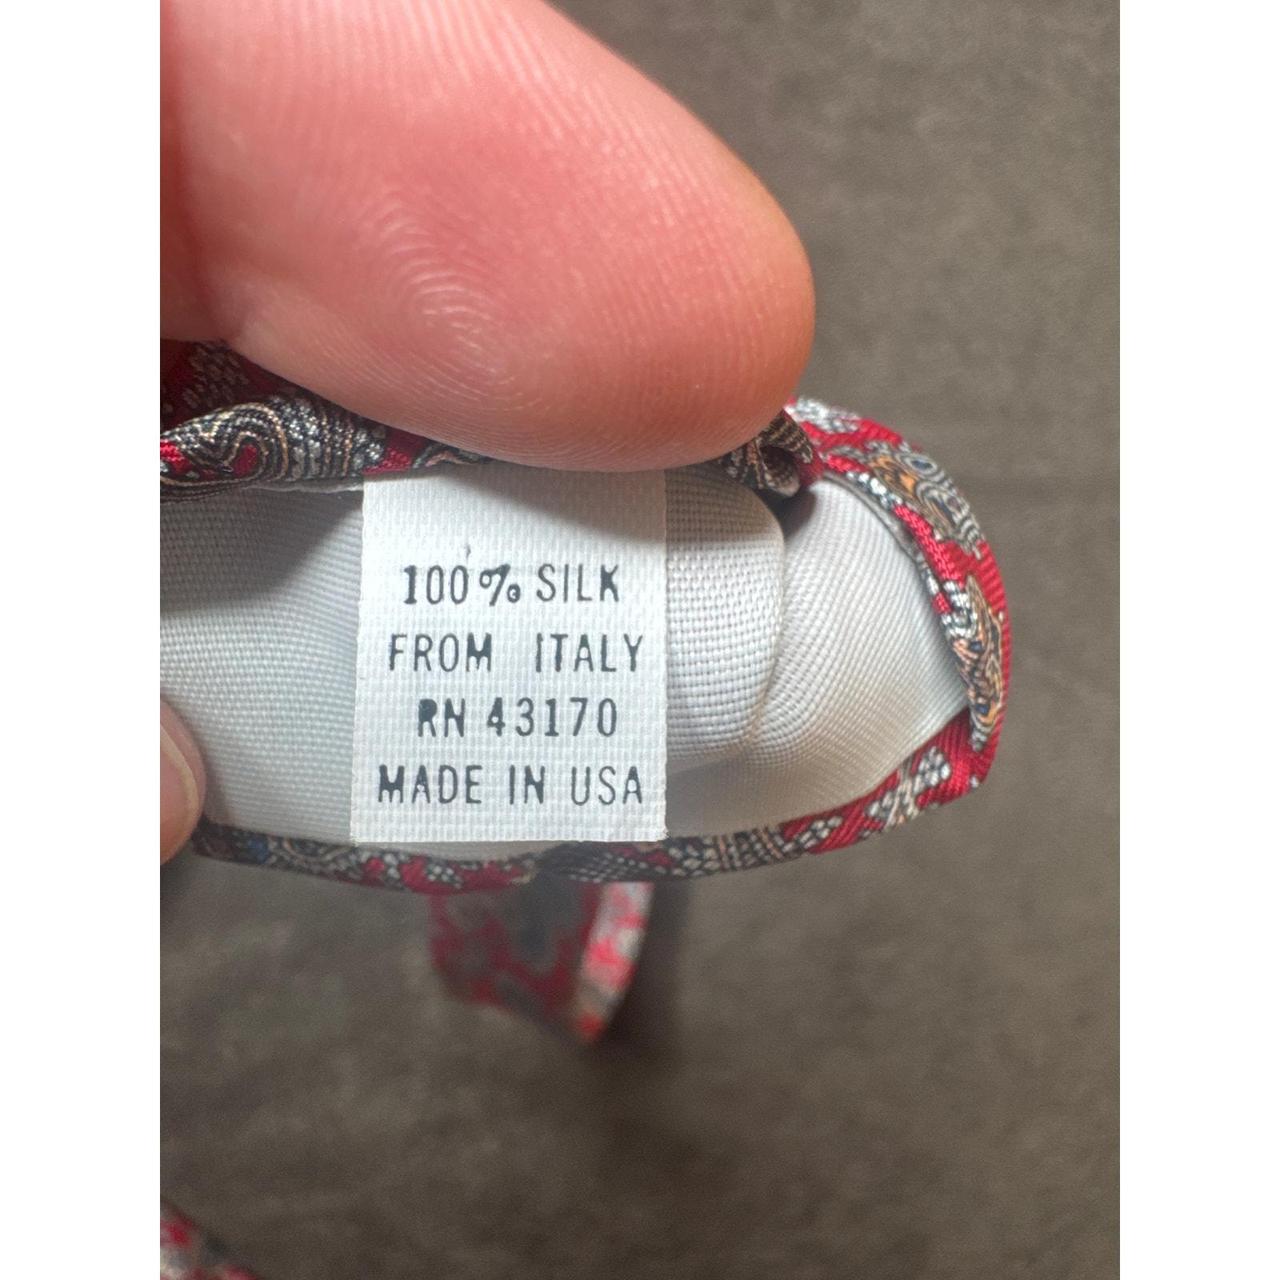 100% SILK
FROM ITALY
RN 43170
MADE IN USA